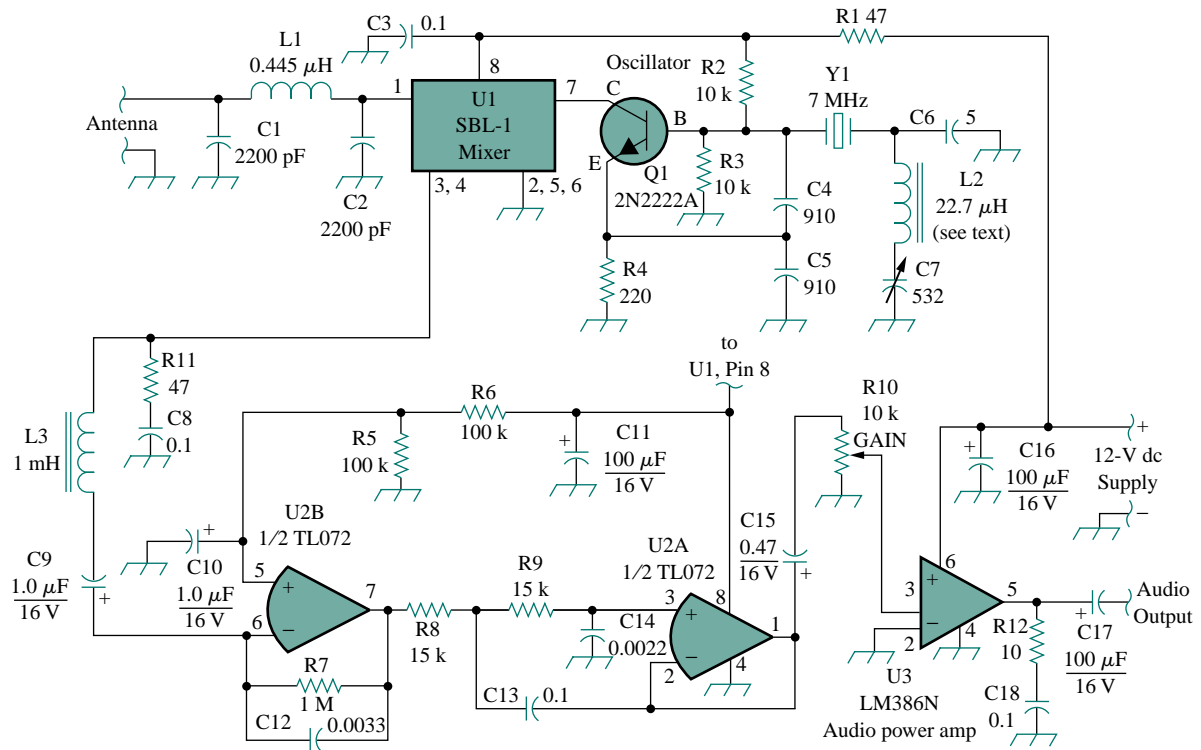 C3
0.1
R1 47
L1
0.445 µH
8
Oscillator
R2
10 k
Y1
7 MHz
1
U1
SBL-1
Mixer
7
C
B
E
Q1
2N2222A
C6
5
Antenna
C1
2200 pF
C2
2200 pF
3, 4
2, 5, 6
R3
10 k
C4
910
L2
22.7 µH
(see text)
R4
220
C5
910
C7
532
R11
47
C8
0.1
L3
1 mH
to
U1, Pin 8
R6
100 k
R5
100 k
C11
100 µF
16 V
R10
10 k
GAIN
C16
100 µF
16 V
+
12-V dc
Supply
−
+
+
C9
1.0 µF
16 V
+
C10
1.0 µF
16 V
+
U2B
1/2 TL072
5
+
6
−
7
R7
1 M
C12
0.0033
R8
15 k
R9
15 k
C14
0.0022
C13
0.1
U2A
1/2 TL072
3
+
2
−
8
1
4
C15
0.47
16 V
+
3
+
2
−
6
5
4
U3
LM386N
Audio power amp
R12
10
C18
0.1
+
C17
100 µF
16 V
Audio
Output